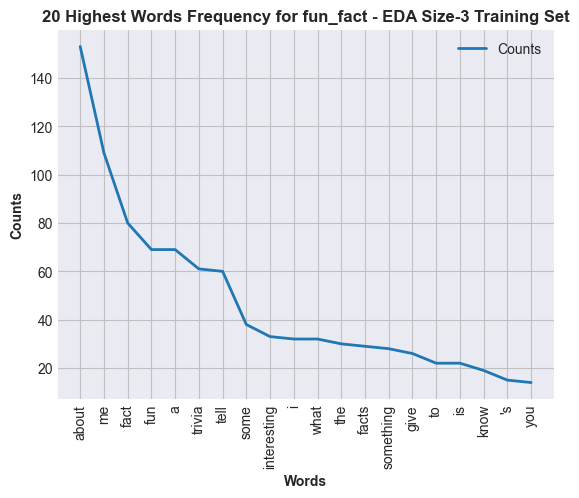 20 Highest Words Frequency for fun_fact - EDA Size-3 Training Set
Counts
Counts
140
120
100
80
60
40
20
about
me
fact
fun
a
trivia
tell
some
interesting
i
what
the
facts
something
give
to
is
know
's
you
Words